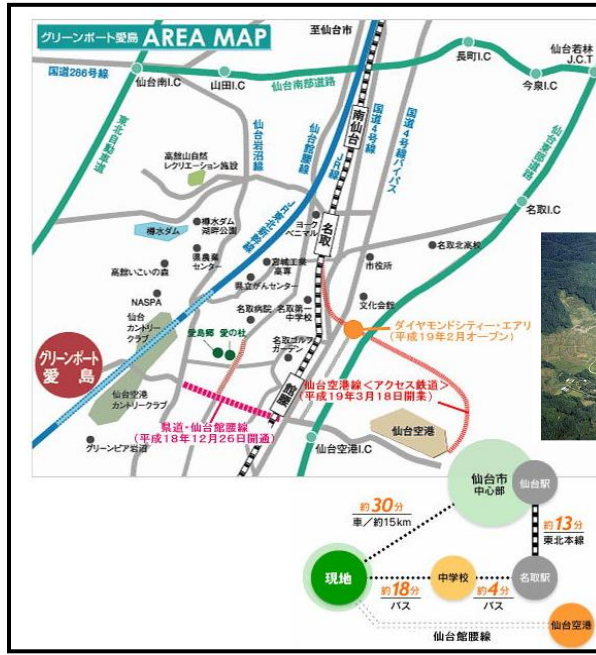 グリーンポート愛島 AREA MAP
至仙台市
国道286号線
仙台南I.C
山田I.C
仙台南部道路
長町I.C
今泉I.C
仙台若林
J.C.T
東北自動車道
仙台岩沼線
仙台館腰線
JR線
南仙台
国道4号線
国道4号線バイパス
仙台東部道路
高館山自然
レクリエーション施設
名取I.C
JR東北新幹線
ヨーク
ベニマル
名取
樽水ダム
湖畔公園
樽水ダム
県農業
センター
宮城工業
高専
市役所
名取北高校
高舘いこいの森
県立がんセンター
NASPA
名取病院
名取第一
中学校
文化会館
仙台
カントリー
クラブ
愛島郷
愛の杜
ダイヤモンドシティー・エアリ
(平成19年2月オープン)
名取ゴルフ
ガーデン
グリーンポート
愛島
館腰
仙台空港線<アクセス鉄道>
(平成19年3月18日開業)
仙台空港
カントリークラブ
県道・仙台館腰線
(平成18年12月26日開通)
仙台空港
グリーンピア岩沼
仙台空港I.C
仙台市
中心部
仙台駅
約30分
車/約15km
約13分
東北本線
現地
約18分
バス
中学校
約4分
バス
名取駅
仙台館腰線
仙台空港